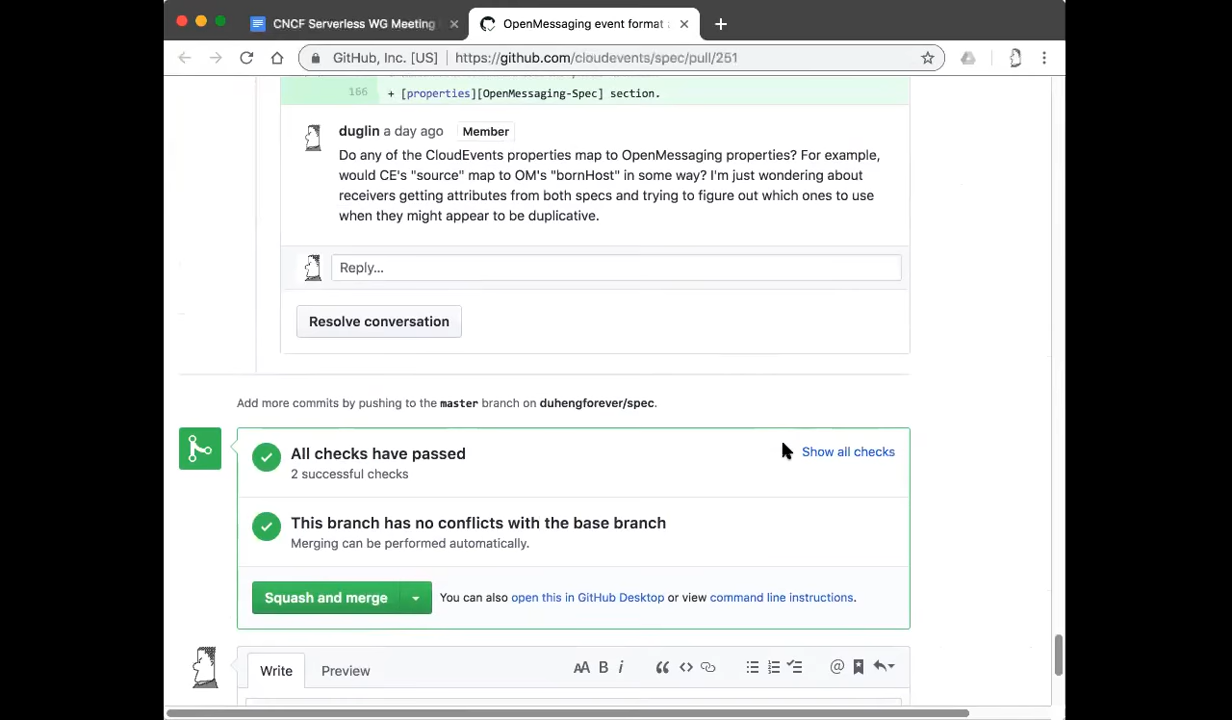 CNCF Serverless WG Meeting
OpenMessaging event format
GitHub, Inc. [US] https://github.com/cloudevents/spec/pull/251
166 + [properties][OpenMessaging-Spec] section.
duglin a day ago Member
Do any of the CloudEvents properties map to OpenMessaging properties? For example,
would CE's "source" map to OM's "bornHost" in some way? I'm just wondering about
receivers getting attributes from both specs and trying to figure out which ones to use
when they might appear to be duplicative.
Reply...
Resolve conversation
Add more commits by pushing to the master branch on duhengforever/spec.
All checks have passed
Show all checks
2 successful checks
This branch has no conflicts with the base branch
Merging can be performed automatically.
Squash and merge
You can also open this in GitHub Desktop or view command line instructions.
Write Preview
AA B i